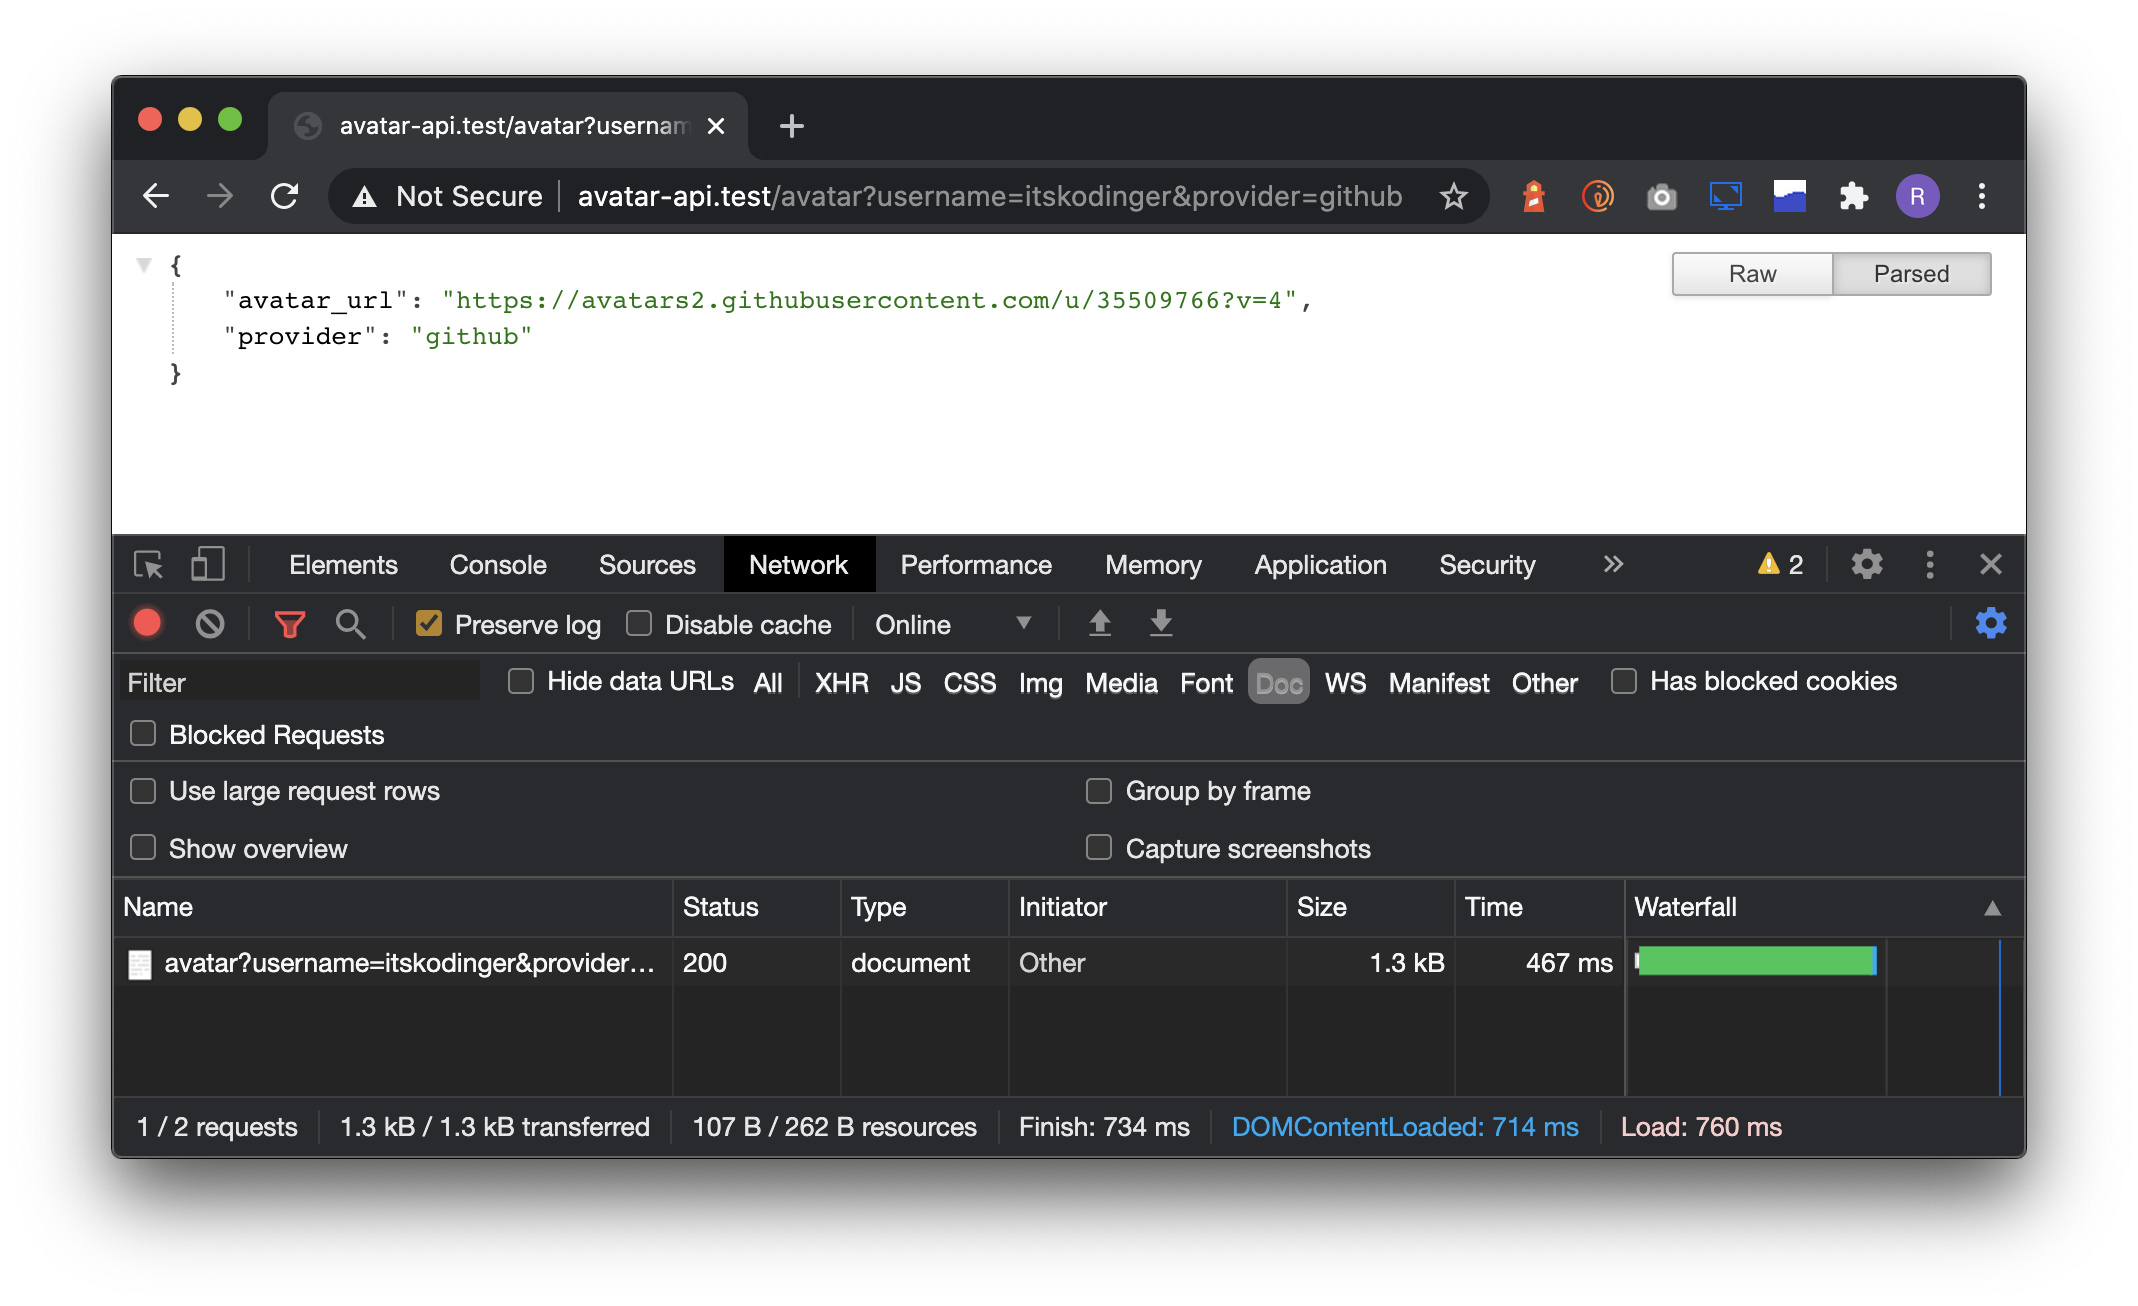 avatar-api.test/avatar?usernam
Not Secure avatar-api.test/avatar?username=itskodinger&provider=github R
{
"avatar_url": "https://avatars2.githubusercontent.com/u/35509766?v=4",
"provider": "github"
}
Raw Parsed
Elements Console Sources Network Performance Memory Application Security » 2
Preserve log Disable cache Online
Filter Hide data URLs All XHR JS CSS Img Media Font Doc WS Manifest Other Has blocked cookies
Blocked Requests
Use large request rows Group by frame
Show overview Capture screenshots
Name Status Type Initiator Size Time Waterfall
avatar?username=itskodinger&provider... 200 document Other 1.3 kB 467 ms
1 / 2 requests 1.3 kB / 1.3 kB transferred 107 B / 262 B resources Finish: 734 ms DOMContentLoaded: 714 ms Load: 760 ms